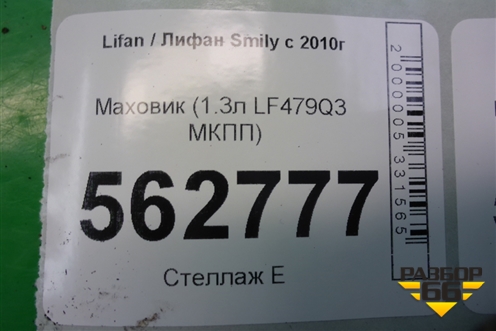 Lifan / Лифан Smily с 2010г
Маховик (1.3л LF479Q3
МКПП)
562777
Стеллаж Е
2000005331565
РАЗБОР
66